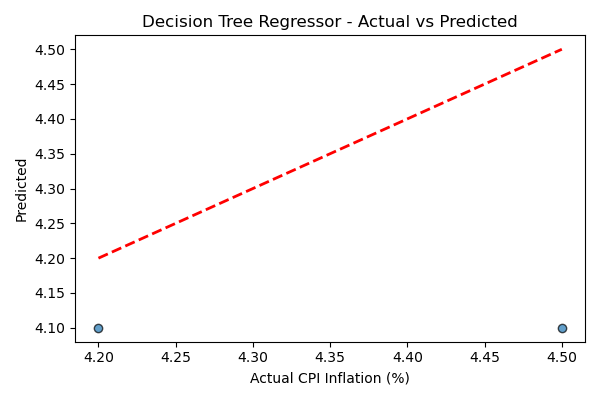 Decision Tree Regressor - Actual vs Predicted
4.50
4.45
4.40
4.35
4.30
4.25
4.20
4.15
4.10
Predicted
4.20 4.25 4.30 4.35 4.40 4.45 4.50
Actual CPI Inflation (%)